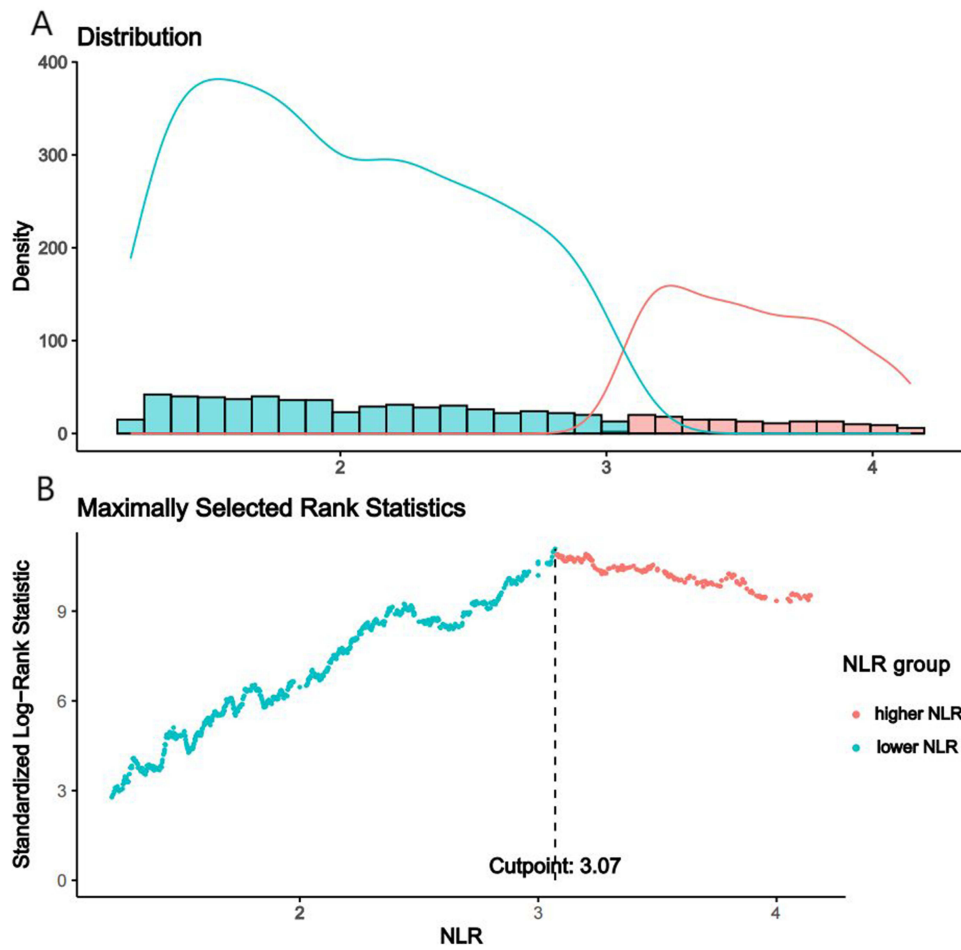 A
Distribution
400
300
200
100
0
Density
2 3 4
B
Maximally Selected Rank Statistics
9
6
3
0
Standardized Log-Rank Statistic
Cutpoint: 3.07
2 3 4
NLR
NLR group
higher NLR
lower NLR